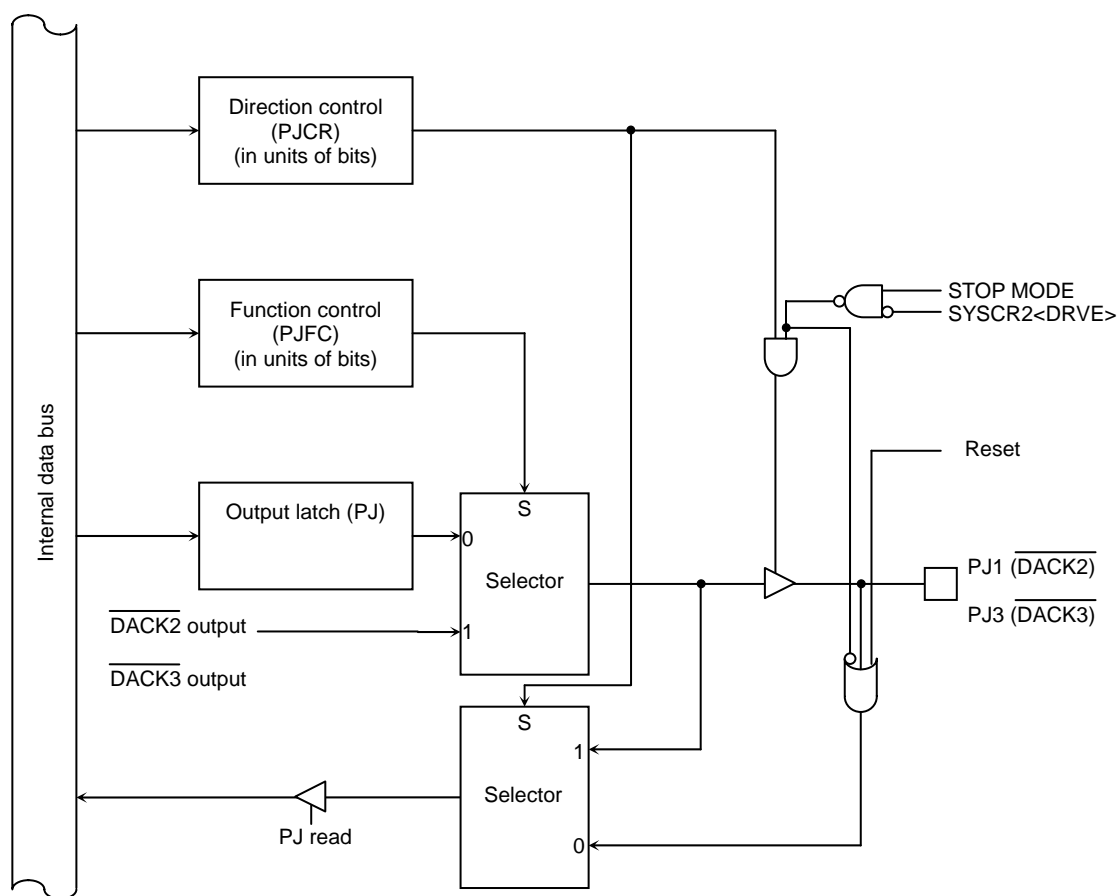 Direction control
(PJCR)
(in units of bits)
STOP MODE
SYSCR2<DRVE>
Function control
(PJFC)
(in units of bits)
Internal data bus
Reset
Output latch (PJ)
S
0
Selector
1
PJ1 (DACK2)
PJ3 (DACK3)
DACK2 output
DACK3 output
S
1
Selector
0
PJ read